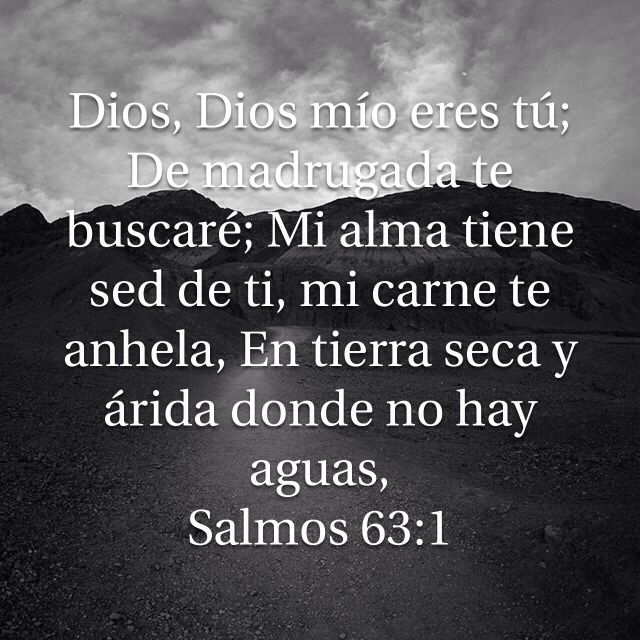 Dios, Dios mío eres tú;
De madrugada te
buscaré; Mi alma tiene
sed de ti, mi carne te
anhela, En tierra seca y
árida donde no hay
aguas,
Salmos 63:1